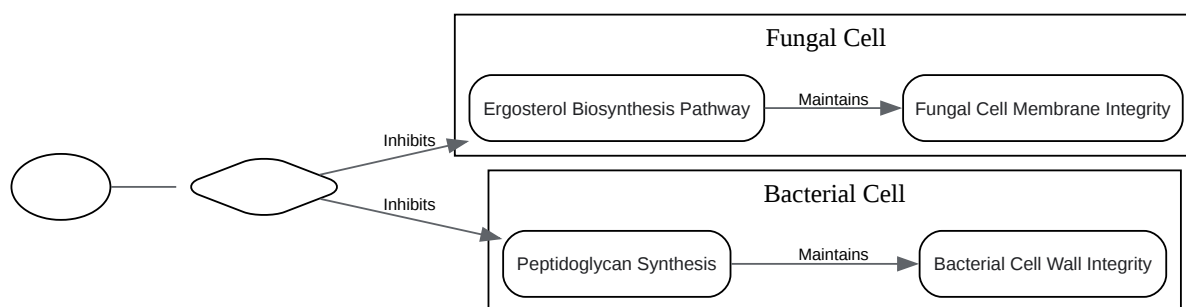 Fungal Cell
Ergosterol Biosynthesis Pathway
Maintains
Fungal Cell Membrane Integrity
Inhibits
Inhibits
Bacterial Cell
Peptidoglycan Synthesis
Maintains
Bacterial Cell Wall Integrity